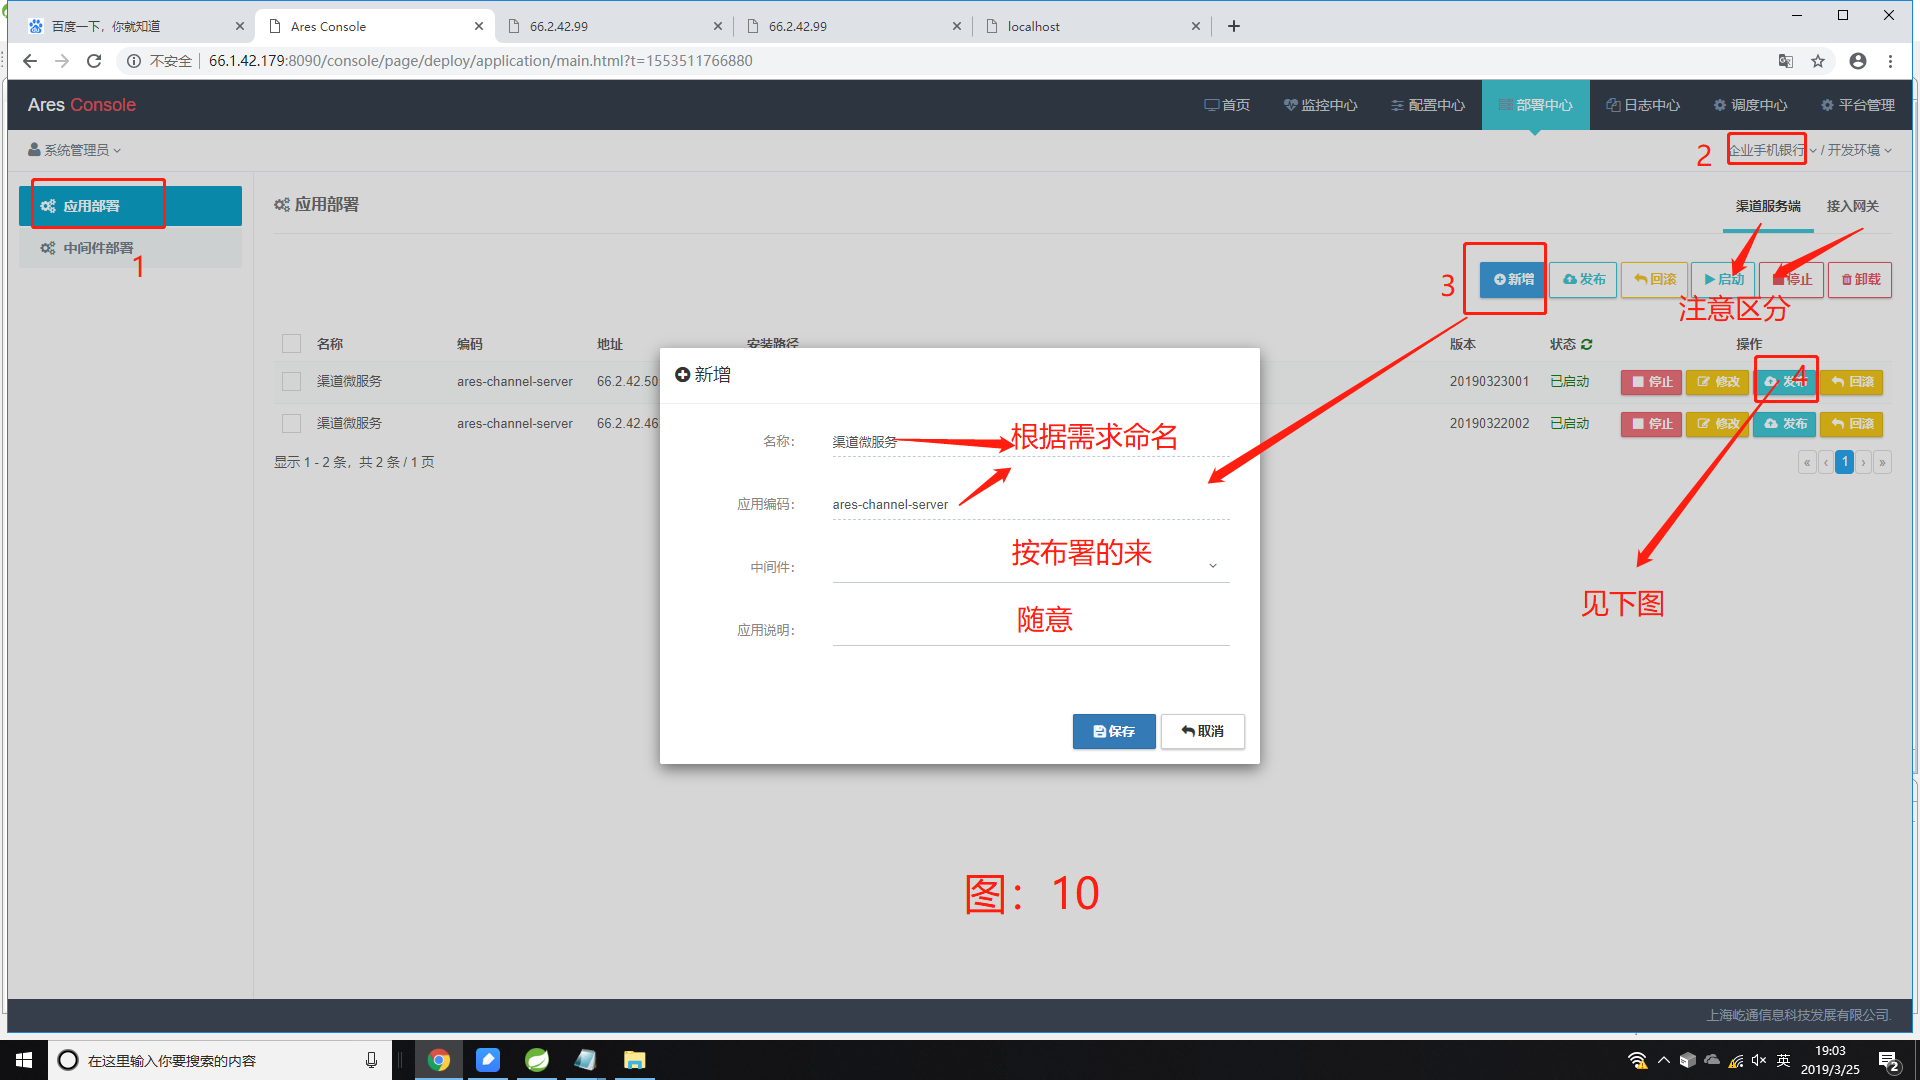 百度一下，你就知道
Ares Console
66.2.42.99
66.2.42.99
localhost
不安全
66.1.42.179:8090/console/page/deploy/application/main.html?t=1553511766880
Ares Console
首页
监控中心
配置中心
部署中心
日志中心
调度中心
平台管理
系统管理员
2
企业手机银行 / 开发环境
应用部署
中间件部署
1
应用部署
渠道服务端
接入网关
3
新增
发布
回滚
启动
停止
卸载
注意区分
名称
编码
地址
安装路径
版本
状态
操作
渠道微服务
ares-channel-server
66.2.42.50
20190323001
已启动
停止
修改
发布
4
回滚
渠道微服务
ares-channel-server
66.2.42.46
20190322002
已启动
停止
修改
发布
回滚
显示 1 - 2 条，共 2 条 / 1 页
« ‹ 1 › »
新增
名称：
渠道微服务
根据需求命名
应用编码：
ares-channel-server
中间件：
按布署的来
应用说明：
随意
见下图
保存
取消
图：10
上海屹通信息科技发展有限公司.
在这里输入你要搜索的内容
英
19:03
2019/3/25
2